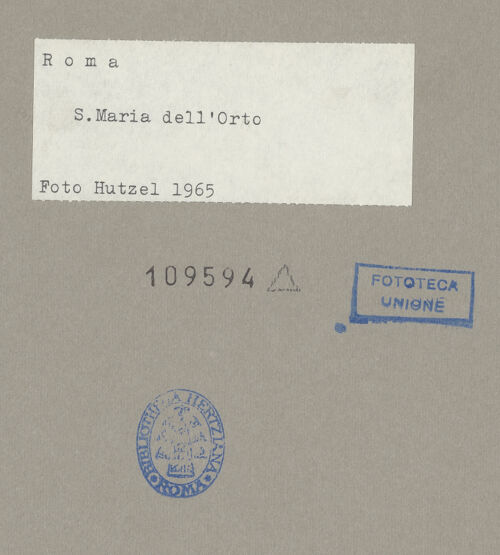 R o m a
S.Maria dell'Orto
Foto Hutzel 1965
109594
FOTOTECA
UNIONE
BIBLIOTHECA HERTZIANA
ROMA